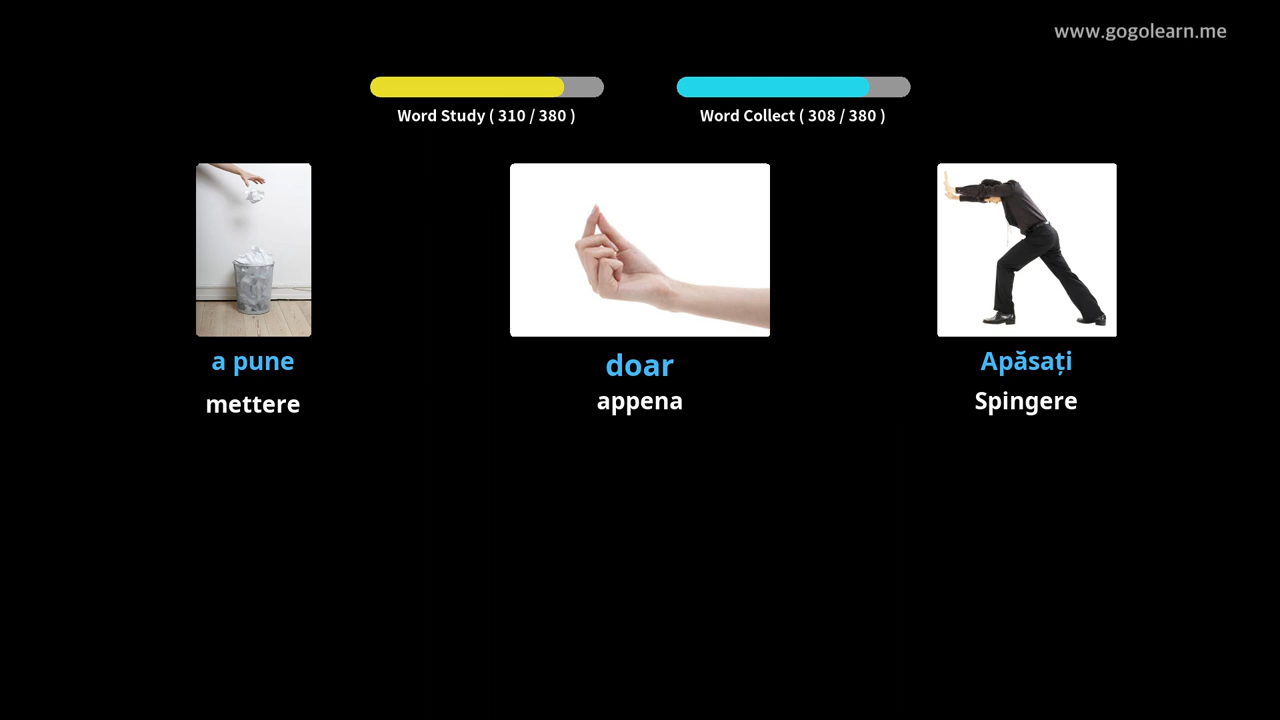 www.gogolearn.me
Word Study ( 310 / 380 )
Word Collect ( 308 / 380 )
a pune
mettere
doar
appena
Apăsați
Spingere